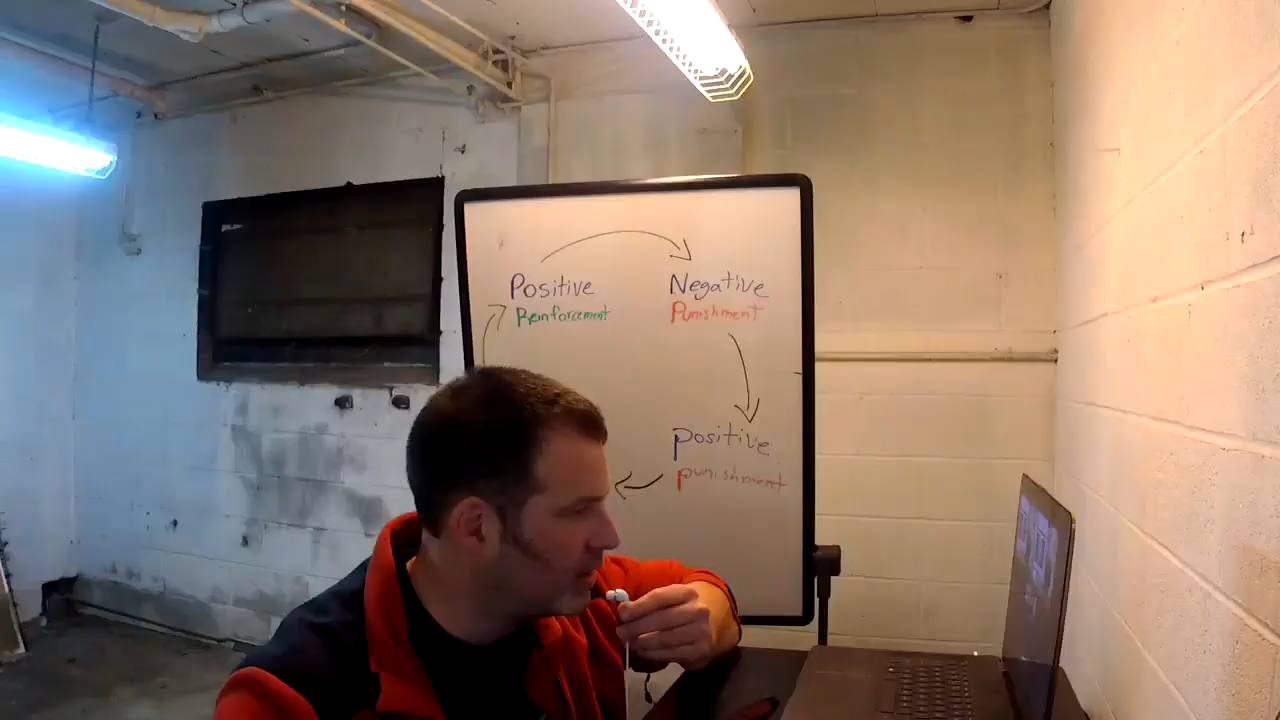 Positive
Reinforcement
Negative
Punishment
positive
punishment